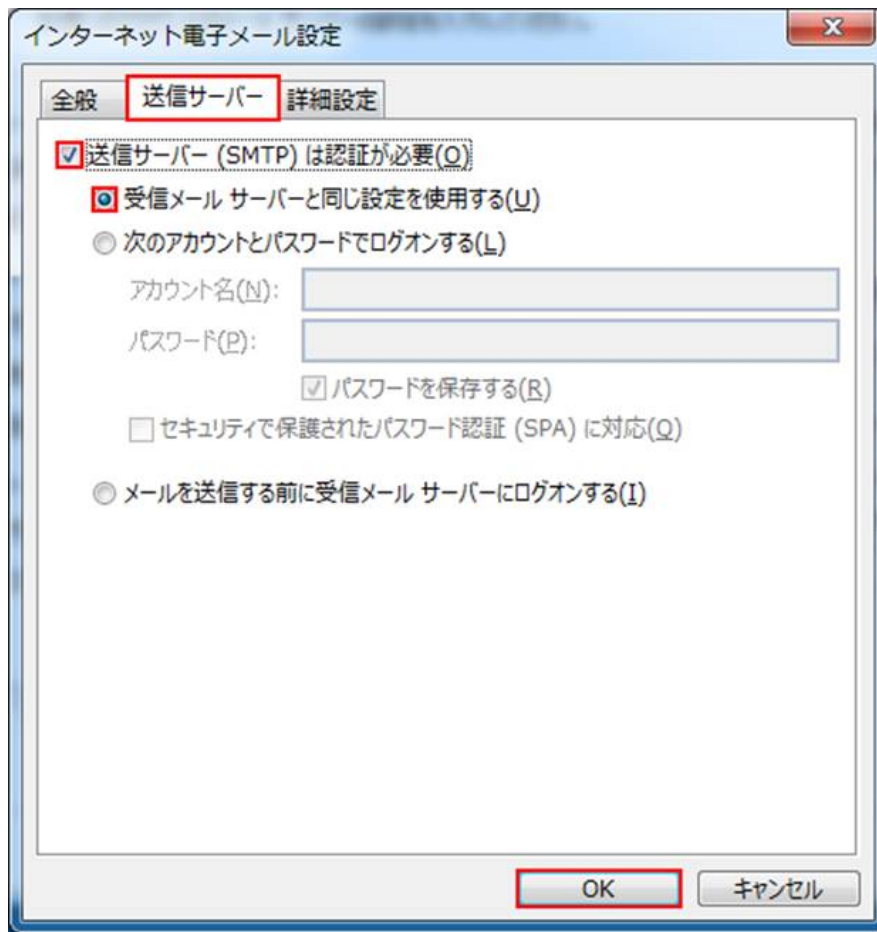 インターネット電子メール設定
全般 送信サーバー 詳細設定
送信サーバー (SMTP) は認証が必要(O)
受信メール サーバーと同じ設定を使用する(U)
次のアカウントとパスワードでログオンする(L)
アカウント名(N):
パスワード(P):
パスワードを保存する(R)
セキュリティで保護されたパスワード認証 (SPA) に対応(Q)
メールを送信する前に受信メール サーバーにログオンする(I)
OK キャンセル